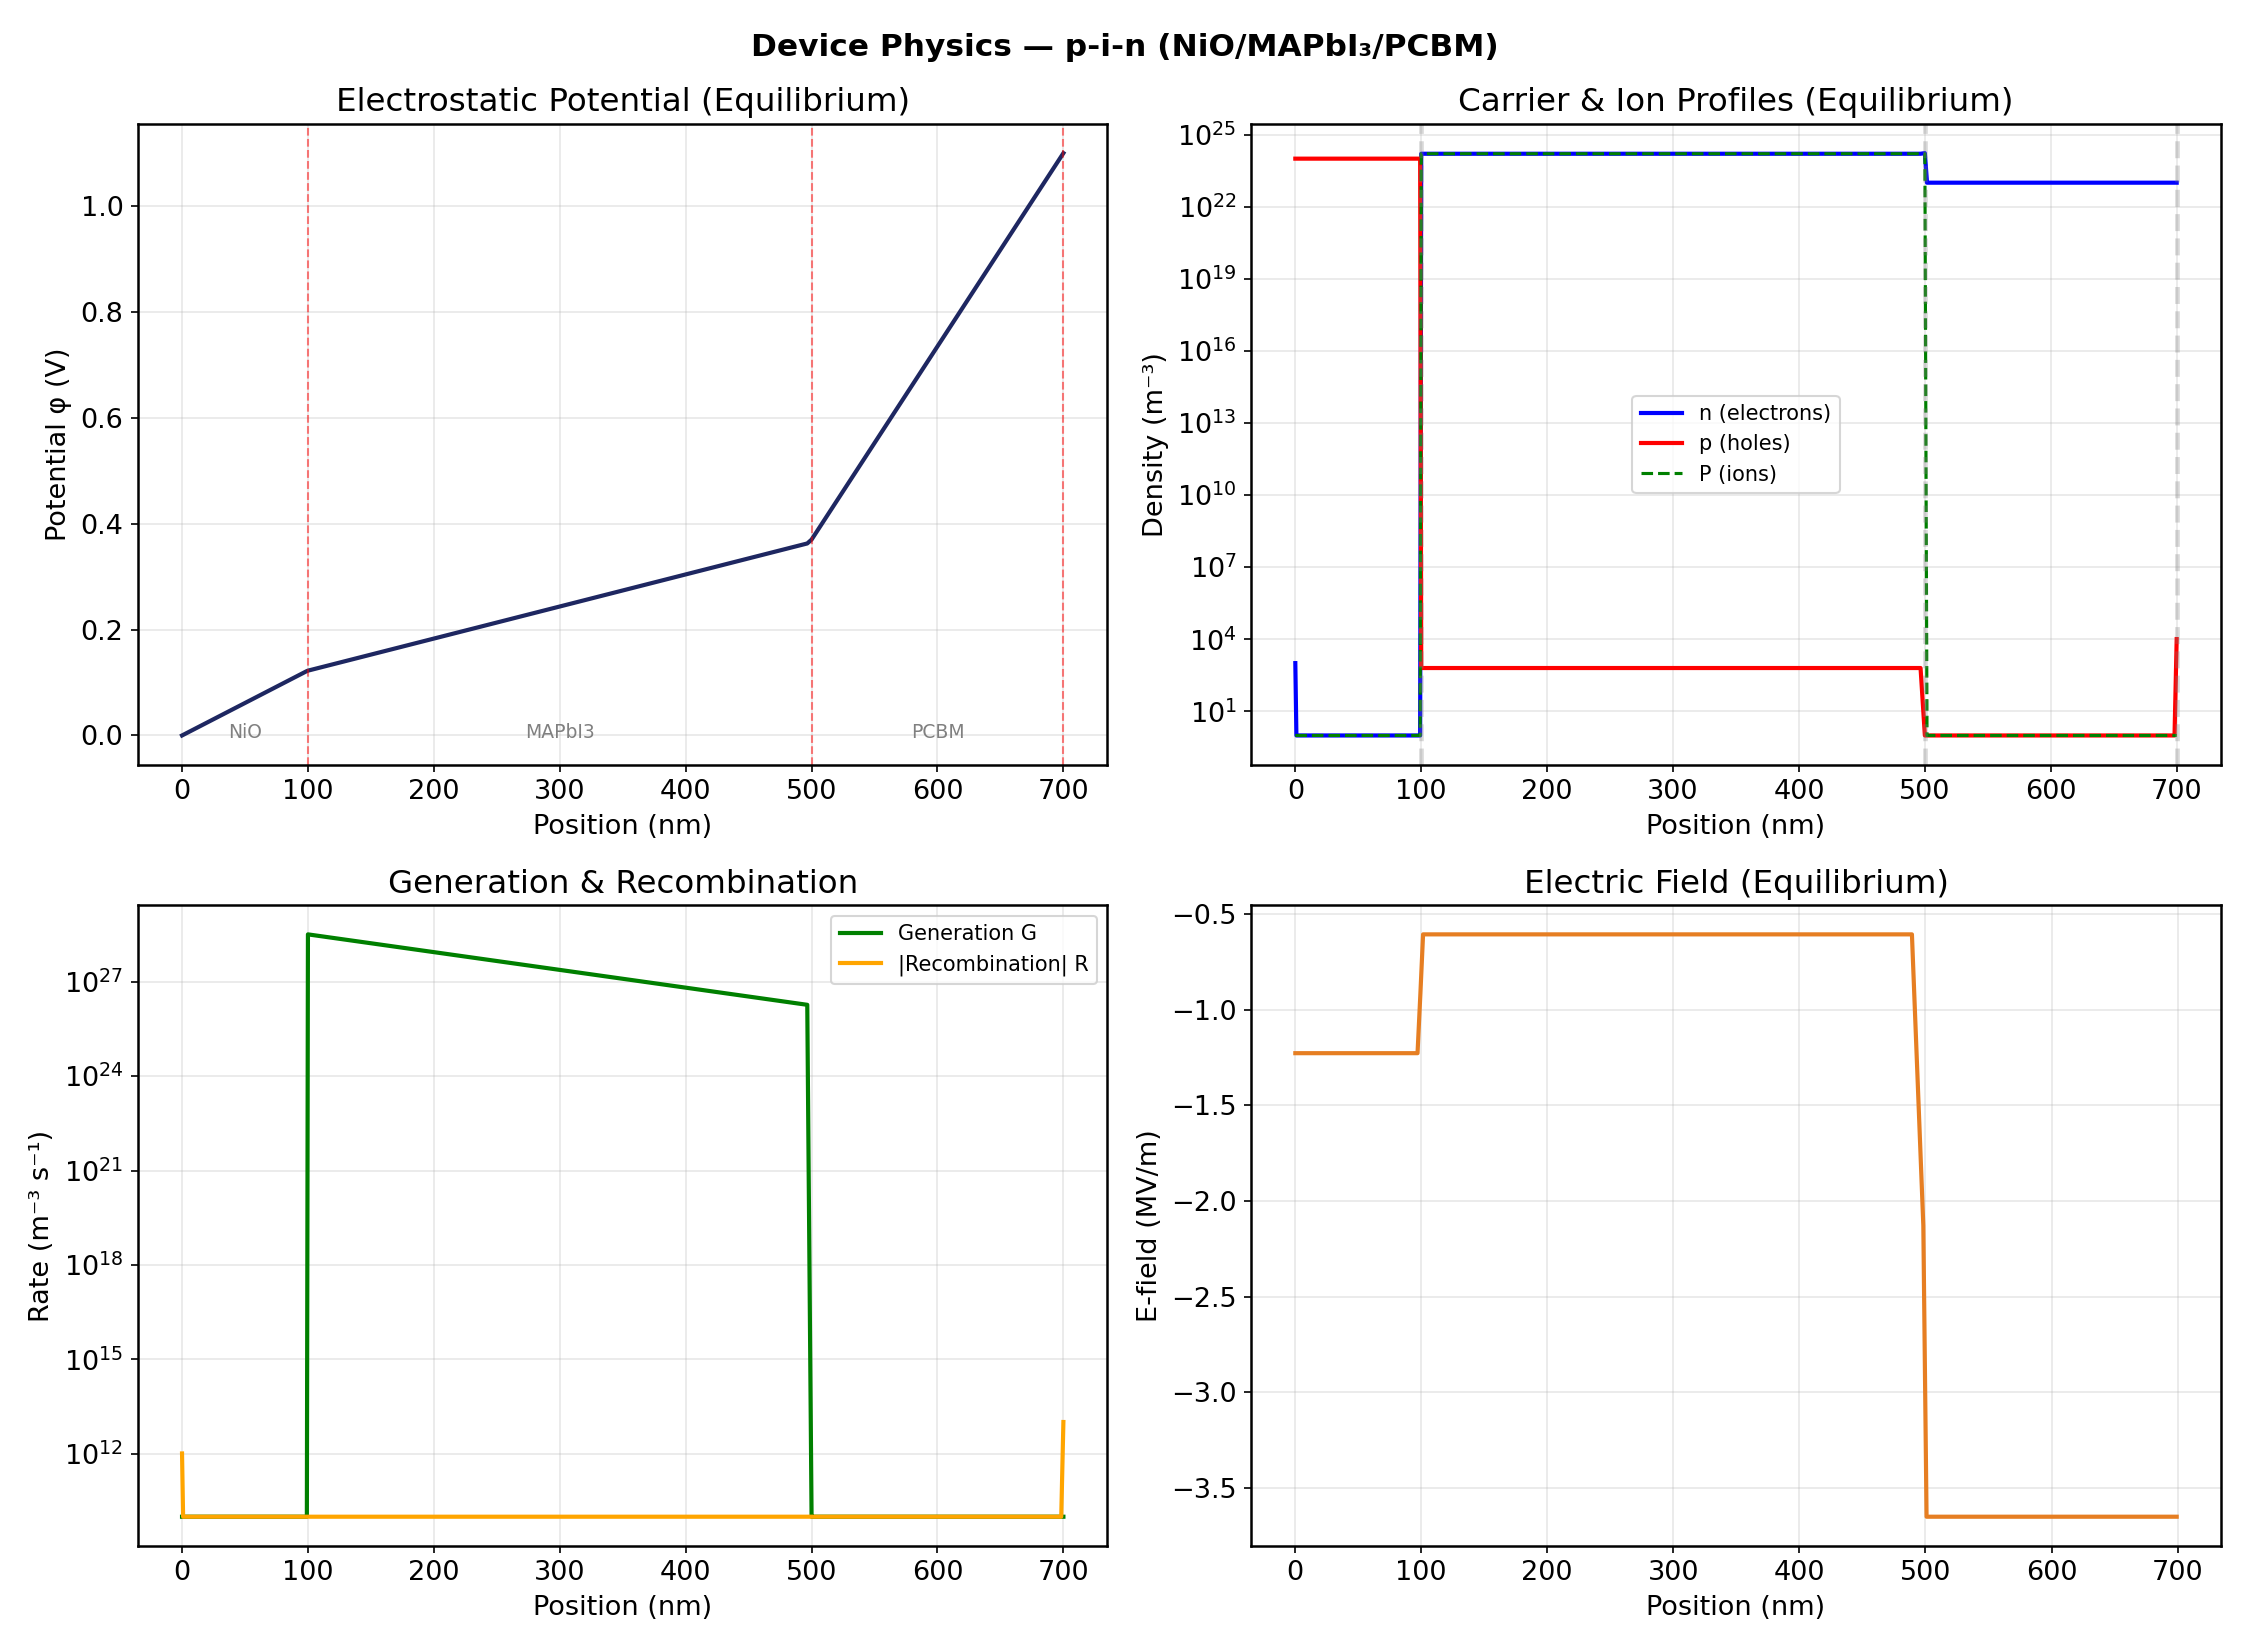 Device Physics — p-i-n (NiO/MAPbI₃/PCBM)
Electrostatic Potential (Equilibrium)
Potential φ (V)
1.0
0.8
0.6
0.4
0.2
0.0
NiO MAPbI3 PCBM
0 100 200 300 400 500 600 700
Position (nm)
Carrier & Ion Profiles (Equilibrium)
Density (m⁻³)
10²⁵
10²²
10¹⁹
10¹⁶
10¹³
10¹⁰
10⁷
10⁴
10¹
n (electrons)
p (holes)
P (ions)
0 100 200 300 400 500 600 700
Position (nm)
Generation & Recombination
Rate (m⁻³ s⁻¹)
10²⁷
10²⁴
10²¹
10¹⁸
10¹⁵
10¹²
Generation G
|Recombination| R
0 100 200 300 400 500 600 700
Position (nm)
Electric Field (Equilibrium)
E-field (MV/m)
−0.5
−1.0
−1.5
−2.0
−2.5
−3.0
−3.5
0 100 200 300 400 500 600 700
Position (nm)